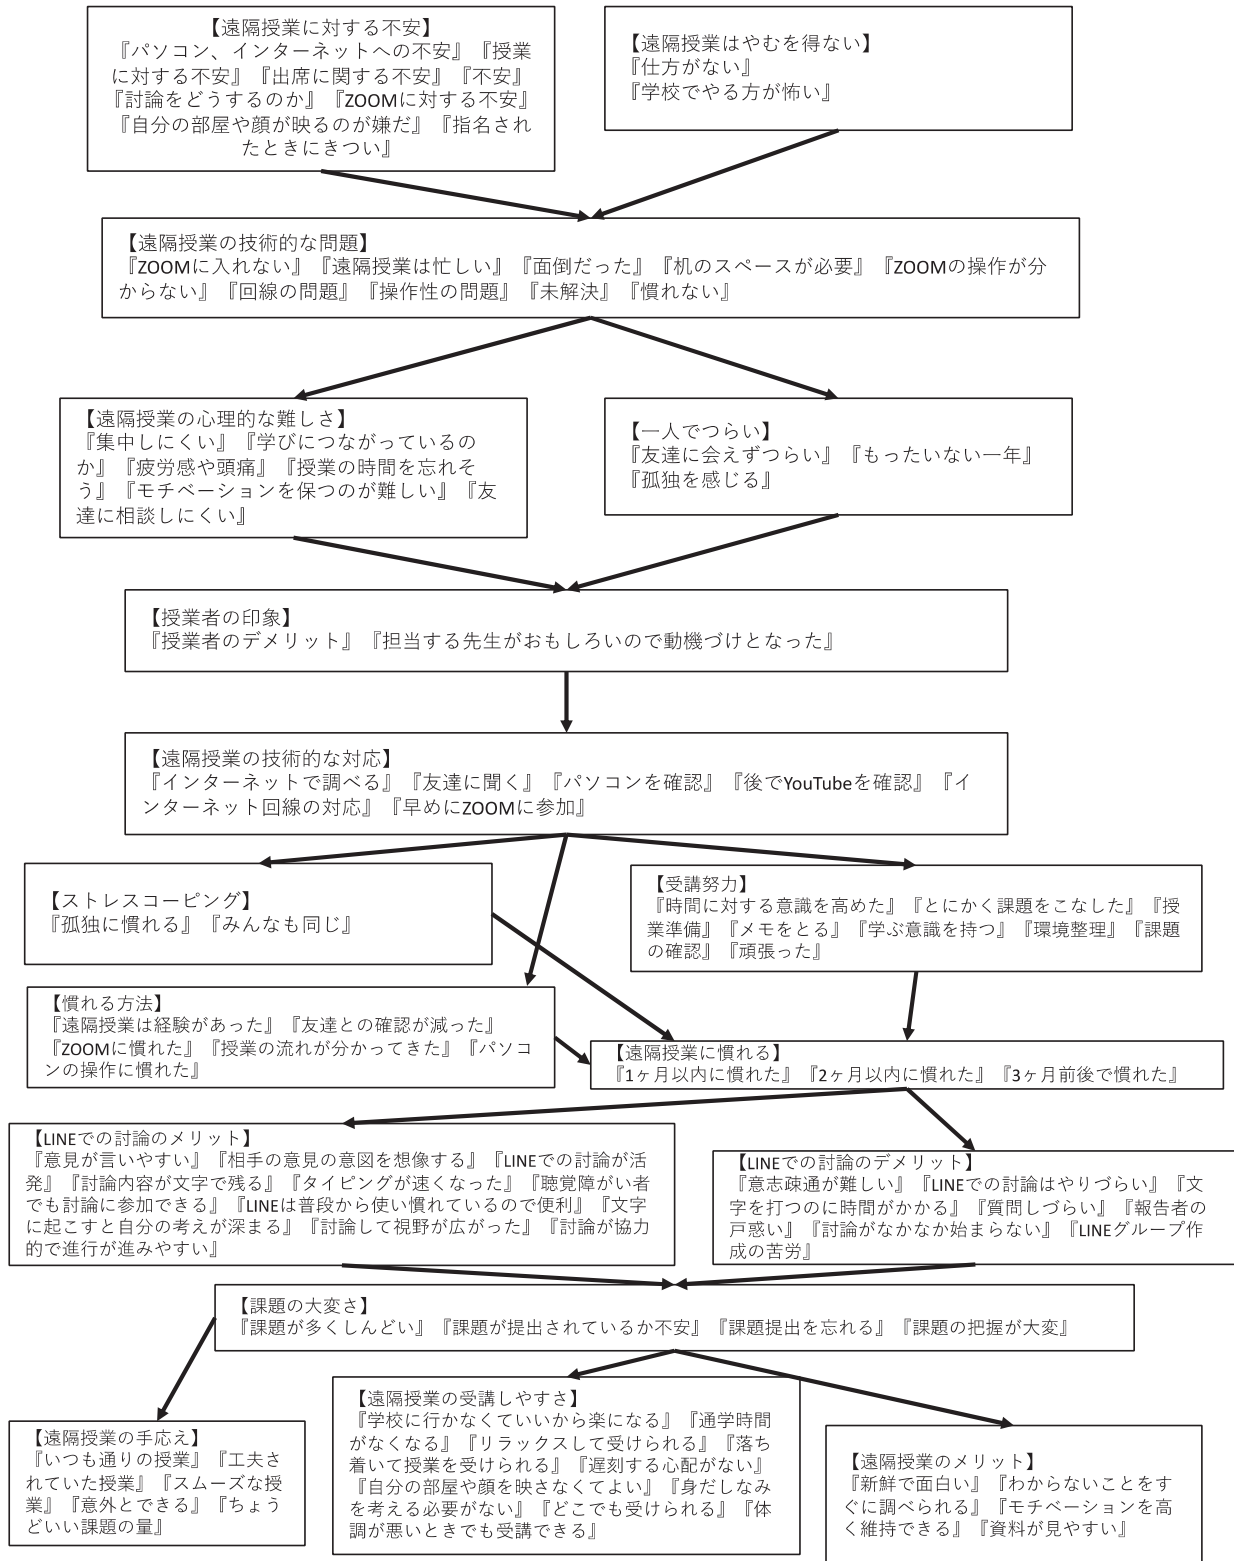 【遠隔授業に対する不安】
『パソコン、インターネットへの不安』『授業
に対する不安』『出席に関する不安』『不安』
『討論をどうするのか』『ZOOMに対する不安』
『自分の部屋や顔が映るのが嫌だ』『指名され
たときにきつい』
【遠隔授業はやむを得ない】
『仕方がない』
『学校でやる方が怖い』
【遠隔授業の技術的な問題】
『ZOOMに入れない』『遠隔授業は忙しい』『面倒だった』『机のスペースが必要』『ZOOMの操作が分
からない』『回線の問題』『操作性の問題』『未解決』『慣れない』
【遠隔授業の心理的な難しさ】
『集中しにくい』『学びにつながっているの
か』『疲労感や頭痛』『授業の時間を忘れそ
う』『モチベーションを保つのが難しい』『友
達に相談しにくい』
【一人でつらい】
『友達に会えずつらい』『もったいない一年』
『孤独を感じる』
【授業者の印象】
『授業者のデメリット』『担当する先生がおもしろいので動機づけとなった』
【遠隔授業の技術的な対応】
『インターネットで調べる』『友達に聞く』『パソコンを確認』『後でYouTubeを確認』『イ
ンターネット回線の対応』『早めにZOOMに参加』
【ストレスコーピング】
『孤独に慣れる』『みんなも同じ』
【受講努力】
『時間に対する意識を高めた』『とにかく課題をこなした』『授
業準備』『メモをとる』『学ぶ意識を持つ』『環境整理』『課題
の確認』『頑張った』
【慣れる方法】
『遠隔授業は経験があった』『友達との確認が減った』
『ZOOMに慣れた』『授業の流れが分かってきた』『パソコ
ンの操作に慣れた』
【遠隔授業に慣れる】
『1ヶ月以内に慣れた』『2ヶ月以内に慣れた』『3ヶ月前後で慣れた』
【LINEでの討論のメリット】
『意見が言いやすい』『相手の意見の意図を想像する』『LINEでの討論が活
発』『討論内容が文字で残る』『タイピングが速くなった』『聴覚障がい者
でも討論に参加できる』『LINEは普段から使い慣れているので便利』『文字
に起こすと自分の考えが深まる』『討論して視野が広がった』『討論が協力
的で進行が進みやすい』
【LINEでの討論のデメリット】
『意志疎通が難しい』『LINEでの討論はやりづらい』『文
字を打つのに時間がかかる』『質問しづらい』『報告者の
戸惑い』『討論がなかなか始まらない』『LINEグループ作
成の苦労』
【課題の大変さ】
『課題が多くしんどい』『課題が提出されているか不安』『課題提出を忘れる』『課題の把握が大変』
【遠隔授業の手応え】
『いつも通りの授業』『工夫さ
れていた授業』『スムーズな授
業』『意外とできる』『ちょう
どいい課題の量』
【遠隔授業の受講しやすさ】
『学校に行かなくていいから楽になる』『通学時間
がなくなる』『リラックスして受けられる』『落ち
着いて授業を受けられる』『遅刻する心配がない』
『自分の部屋や顔を映さなくてよい』『身だしなみ
を考える必要がない』『どこでも受けられる』『体
調が悪いときでも受講できる』
【遠隔授業のメリット】
『新鮮で面白い』『わからないことをす
ぐに調べられる』『モチベーションを高
く維持できる』『資料が見やすい』